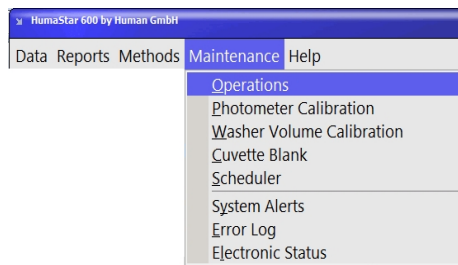 HumaStar 600 by Human GmbH
Data Reports Methods Maintenance Help
Operations
Photometer Calibration
Washer Volume Calibration
Cuvette Blank
Scheduler
System Alerts
Error Log
Electronic Status